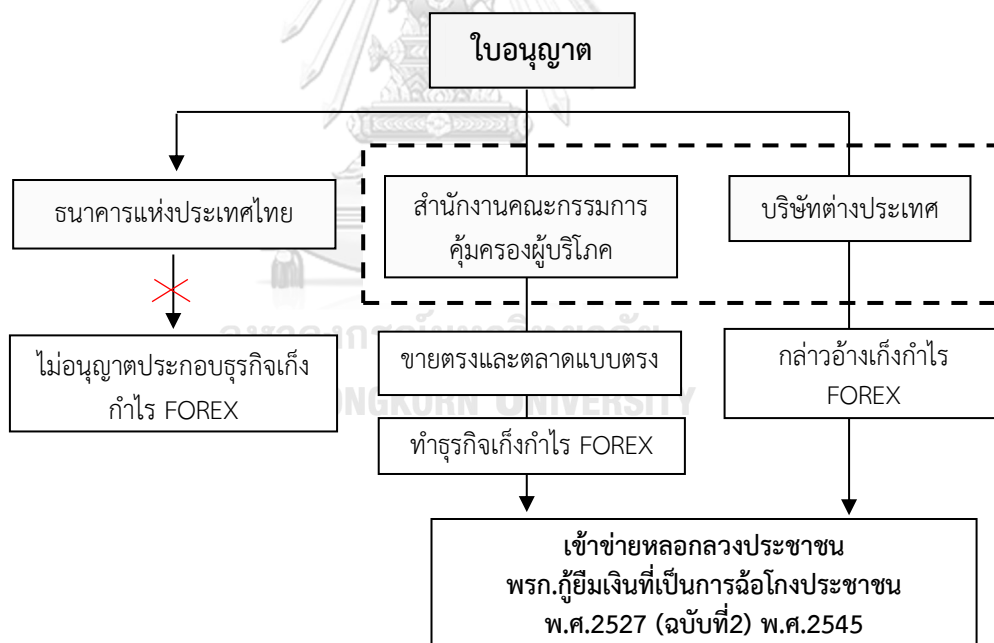 ใบอนุญาต
ธนาคารแห่งประเทศไทย
สำนักงานคณะกรรมการ
คุ้มครองผู้บริโภค
บริษัทต่างประเทศ
ไม่อนุญาตประกอบธุรกิจเก็ง
กำไร FOREX
ขายตรงและตลาดแบบตรง
กล่าวอ้างเก็งกำไร
FOREX
ทำธุรกิจเก็งกำไร FOREX
เข้าข่ายหลอกลวงประชาชน
พรก.กู้ยืมเงินที่เป็นการฉ้อโกงประชาชน
พ.ศ.2527 (ฉบับที่2) พ.ศ.2545
UNIVERSITY